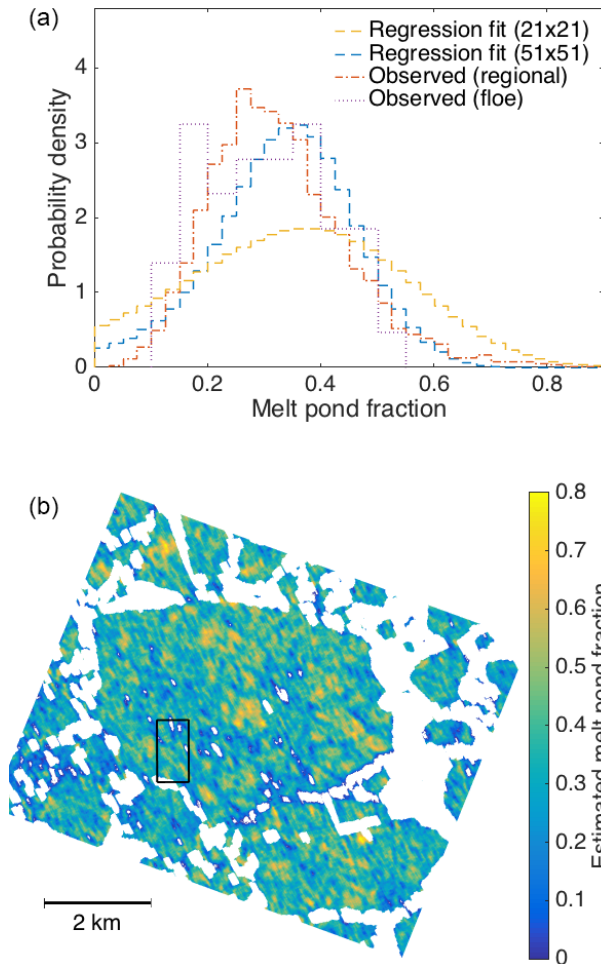 (a)
Regression fit (21x21)
Regression fit (51x51)
Observed (regional)
Observed (floe)
Probability density
4
3
2
1
0
0
0.2
0.4
0.6
0.8
Melt pond fraction
(b)
0.8
0.7
0.6
0.5
0.4
0.3
0.2
0.1
0
Estimated melt pond fraction
2 km